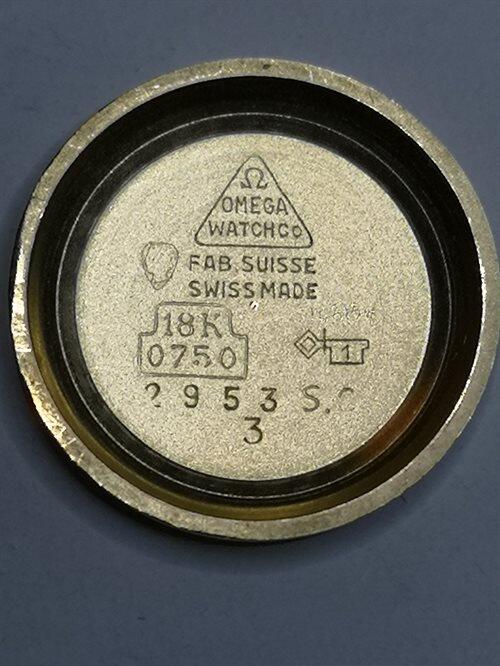 Ω
OMEGA
WATCH Co
FAB. SUISSE
SWISS MADE
18K
0750
1
2953 S.C
3